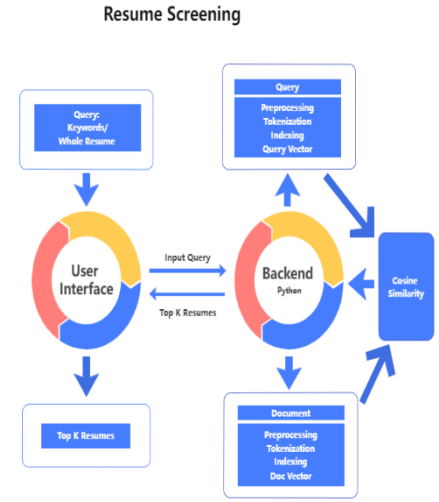 Resume Screening
Query:
Keywords/
Whole Resume
Query
Preprocessing
Tokenization
Indexing
Query Vector
User
Interface
Input Query
Top K Resumes
Backend
Python
Cosine
Similarity
Top K Resumes
Document
Preprocessing
Tokenization
Indexing
Doc Vector